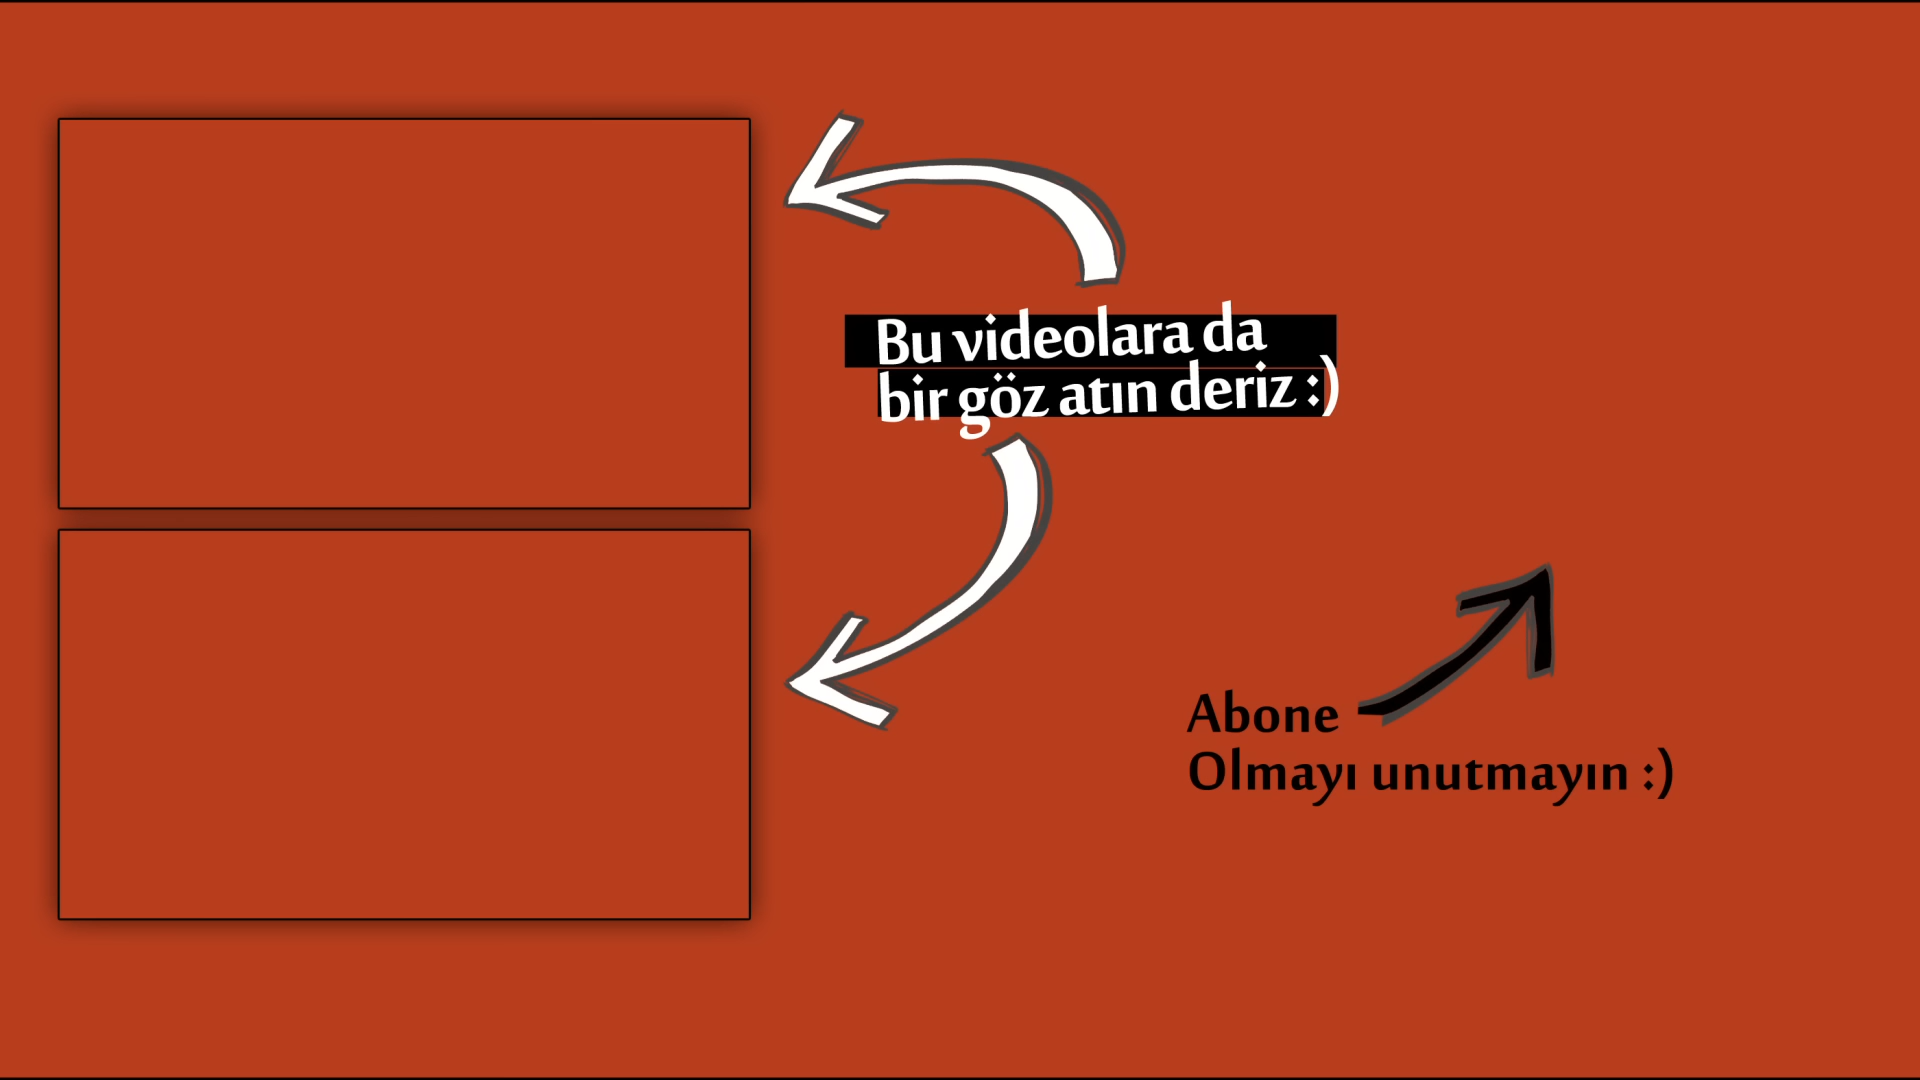 Bu videolara da
bir göz atın deriz :)
Abone
Olmayı unutmayın :)